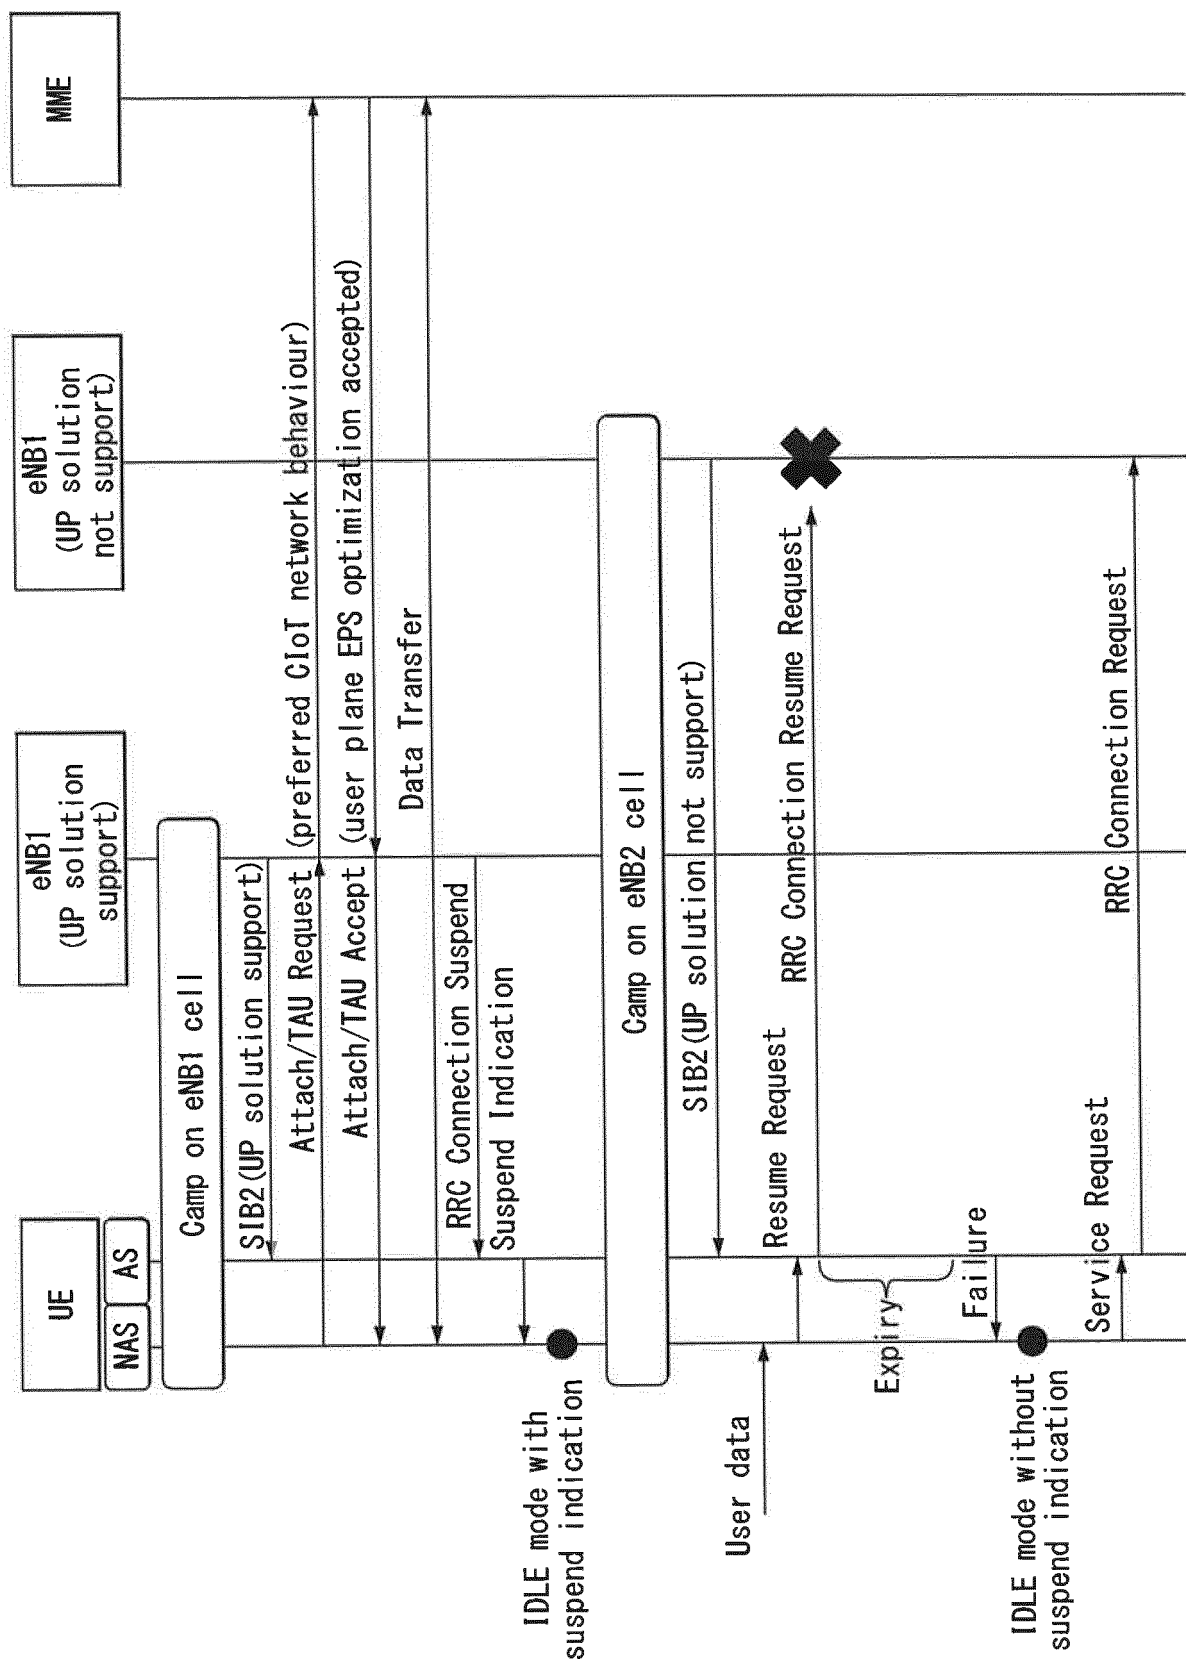 UE
NAS
AS
eNB1
(UP solution
support)
eNB1
(UP solution
not support)
MME
Camp on eNB1 cell
SIB2(UP solution support)
Attach/TAU Request (preferred CIoT network behaviour)
Attach/TAU Accept (user plane EPS optimization accepted)
Data Transfer
RRC Connection Suspend
Suspend Indication
IDLE mode with
suspend indication
Camp on eNB2 cell
SIB2(UP solution not support)
User data
Resume Request
RRC Connection Resume Request
Expiry
Failure
IDLE mode without
suspend indication
Service Request
RRC Connection Request